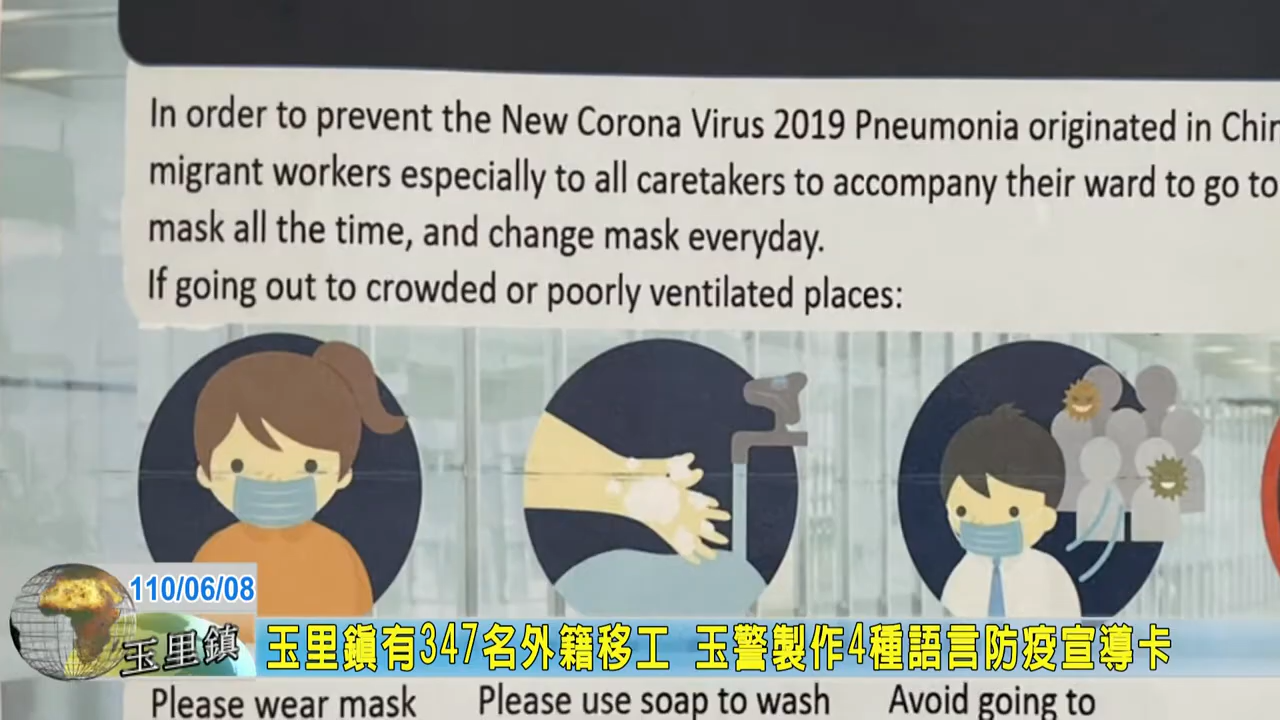 In order to prevent the New Corona Virus 2019 Pneumonia originated in
migrant workers especially to all caretakers to accompany their ward to go to
mask all the time, and change mask everyday.
If going out to crowded or poorly ventilated places:
110/06/08
玉里鎮
玉里鎮有347名外籍移工 玉警製作4種語言防疫宣導卡
Please wear mask
Please use soap to wash
Avoid going to